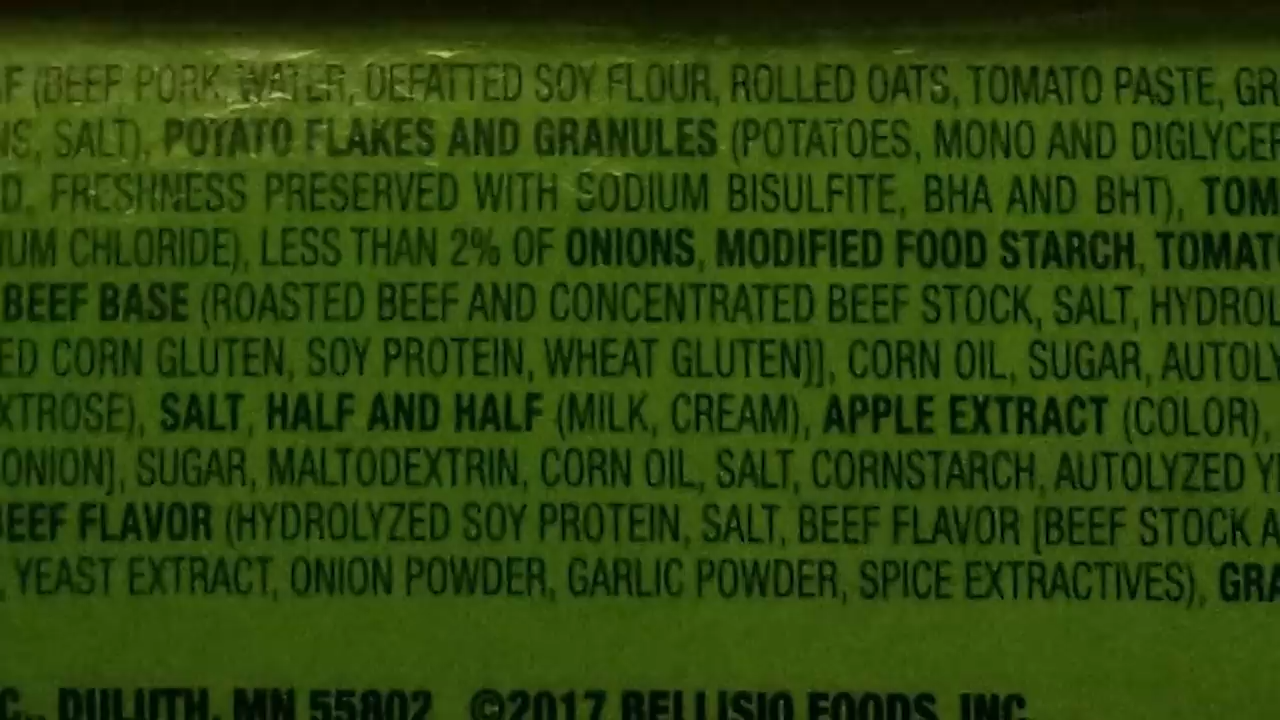 F (BEEF, PORK, WATER, DEFATTED SOY FLOUR, ROLLED OATS, TOMATO PASTE, GR
NS, SALT), POTATO FLAKES AND GRANULES (POTATOES, MONO AND DIGLYCER
D, FRESHNESS PRESERVED WITH SODIUM BISULFITE, BHA AND BHT), TOM
IUM CHLORIDE), LESS THAN 2% OF ONIONS, MODIFIED FOOD STARCH, TOMATO
BEEF BASE (ROASTED BEEF AND CONCENTRATED BEEF STOCK, SALT, HYDROL
ED CORN GLUTEN, SOY PROTEIN, WHEAT GLUTEN)], CORN OIL, SUGAR, AUTOLY
XTROSE), SALT, HALF AND HALF (MILK, CREAM), APPLE EXTRACT (COLOR),
ONION], SUGAR, MALTODEXTRIN, CORN OIL, SALT, CORNSTARCH, AUTOLYZED YE
BEEF FLAVOR (HYDROLYZED SOY PROTEIN, SALT, BEEF FLAVOR [BEEF STOCK A
, YEAST EXTRACT, ONION POWDER, GARLIC POWDER, SPICE EXTRACTIVES), GRA
C., DULUTH, MN 55802 ©2017 BELLISIO FOODS, INC.